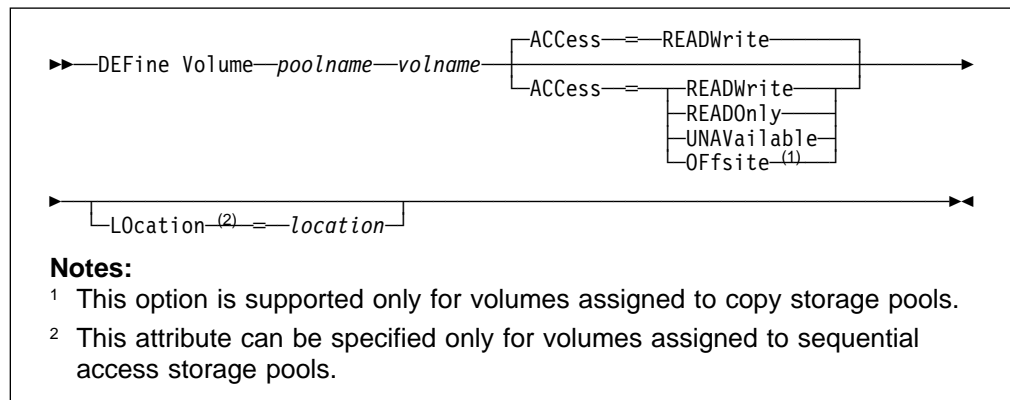 ACCess = READWrite
DEFine Volume poolname volname
ACCess = READWrite
READOnly
UNAVailable
OFfsite (1)
LOcation (2) = location
Notes:
1 This option is supported only for volumes assigned to copy storage pools.
2 This attribute can be specified only for volumes assigned to sequential
access storage pools.